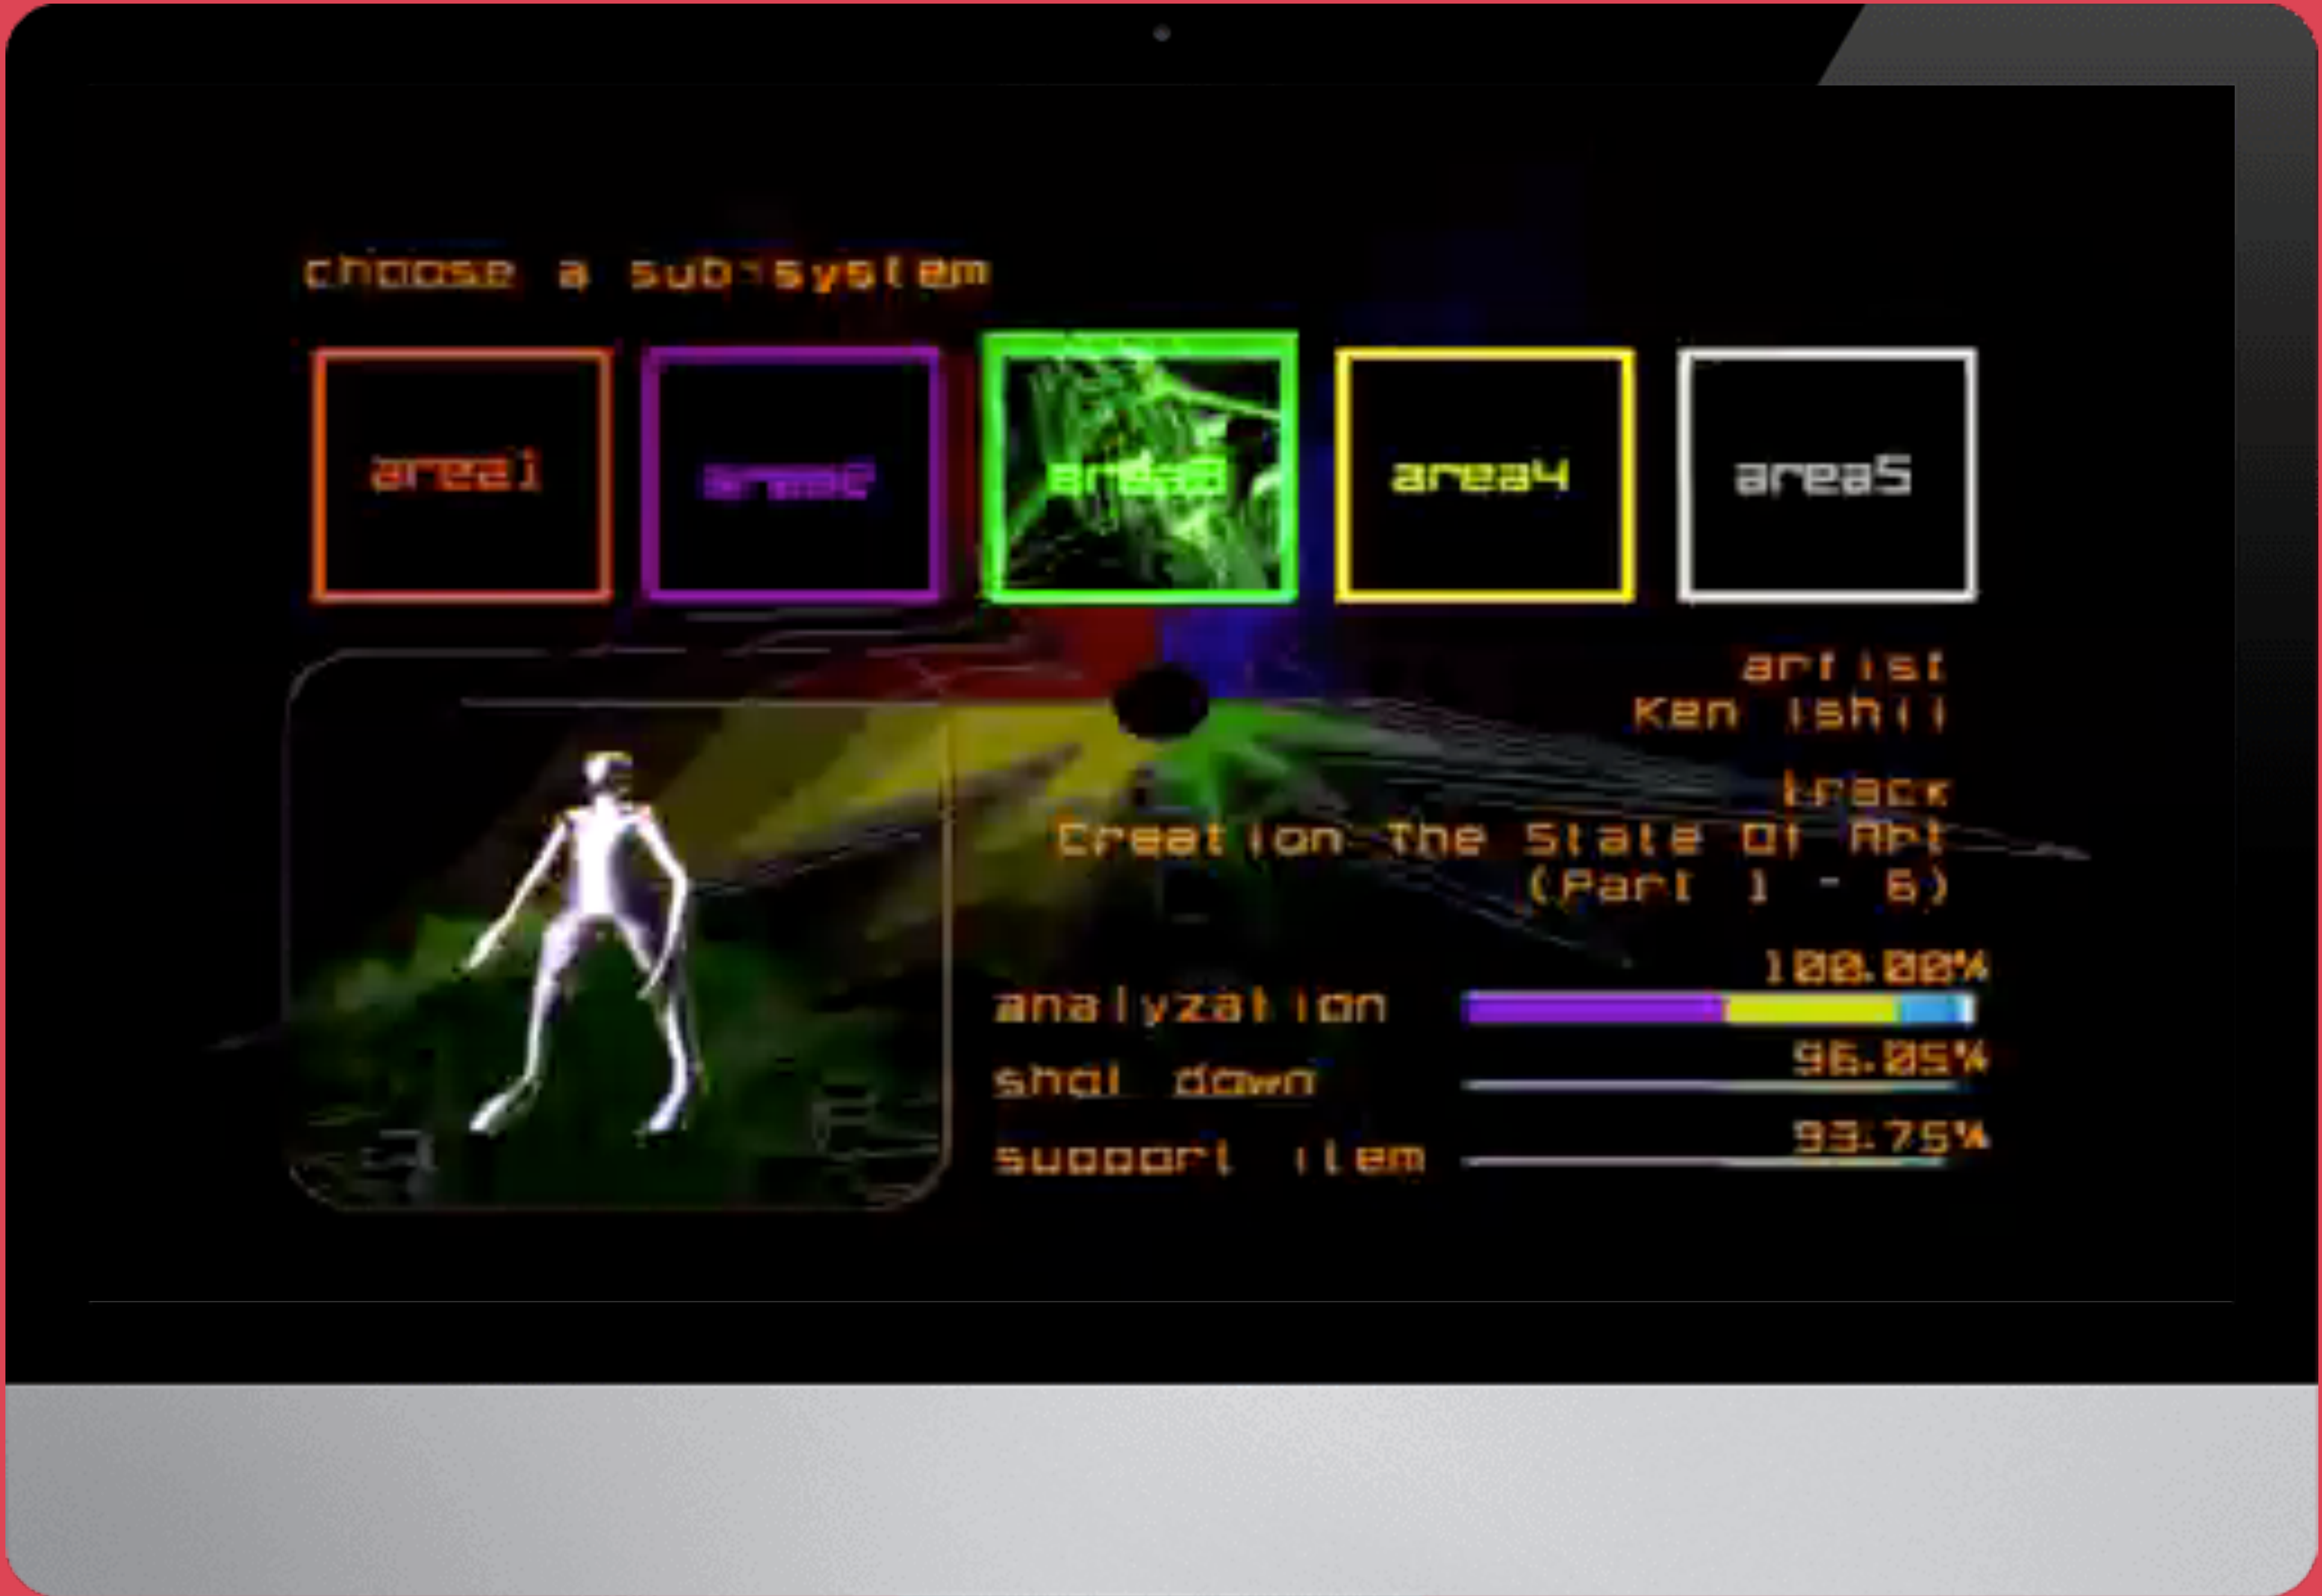 choose a sub-system
area1
area2
area3
area4
area5
artist
Ken ishii
track
Creation The State Of Art
(Part 1 - 6)
100.00%
analyzation
96.05%
shot down
93.75%
support item